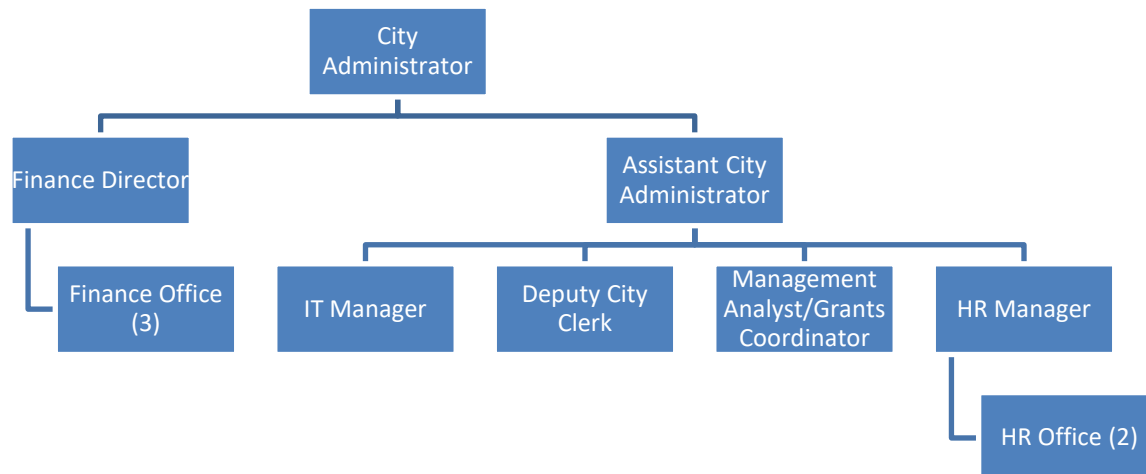 City
Administrator
Finance Director
Assistant City
Administrator
Finance Office
(3)
IT Manager
Deputy City
Clerk
Management
Analyst/Grants
Coordinator
HR Manager
HR Office (2)